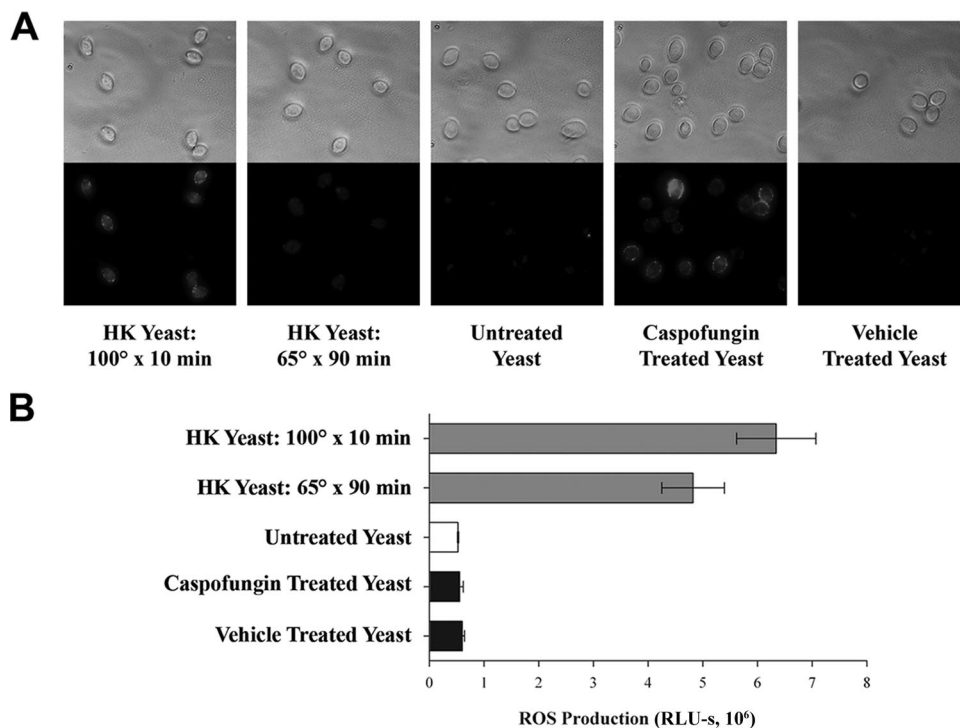 A
HK Yeast:
100° x 10 min
HK Yeast:
65° x 90 min
Untreated
Yeast
Caspofungin
Treated Yeast
Vehicle
Treated Yeast
B
HK Yeast: 100° x 10 min
HK Yeast: 65° x 90 min
Untreated Yeast
Caspofungin Treated Yeast
Vehicle Treated Yeast
0 1 2 3 4 5 6 7 8
ROS Production (RLU-s, 10⁶)